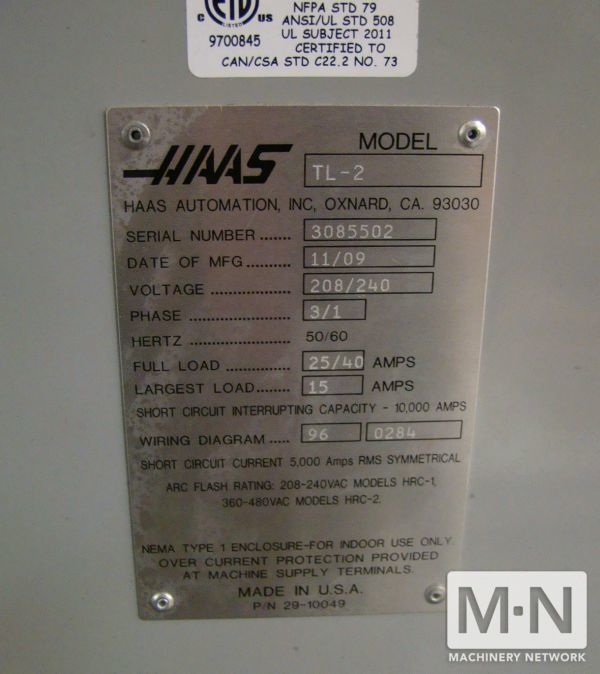 ETL
C US
LISTED
9700845
NFPA STD 79
ANSI/UL STD 508
UL SUBJECT 2011
CERTIFIED TO
CAN/CSA STD C22.2 NO. 73
HAAS
MODEL
TL-2
HAAS AUTOMATION, INC, OXNARD, CA. 93030
SERIAL NUMBER ....... 3085502
DATE OF MFG ........... 11/09
VOLTAGE .................. 208/240
PHASE ....................... 3/1
HERTZ ....................... 50/60
FULL LOAD ............... 25/40 AMPS
LARGEST LOAD........ 15 AMPS
SHORT CIRCUIT INTERRUPTING CAPACITY - 10,000 AMPS
WIRING DIAGRAM ..... 96 0284
SHORT CIRCUIT CURRENT 5,000 Amps RMS SYMMETRICAL
ARC FLASH RATING: 208-240VAC MODELS HRC-1,
360-480VAC MODELS HRC-2.
NEMA TYPE 1 ENCLOSURE-FOR INDOOR USE ONLY.
OVER CURRENT PROTECTION PROVIDED
AT MACHINE SUPPLY TERMINALS.
MADE IN U.S.A.
P/N 29-10049
M·N
MACHINERY NETWORK